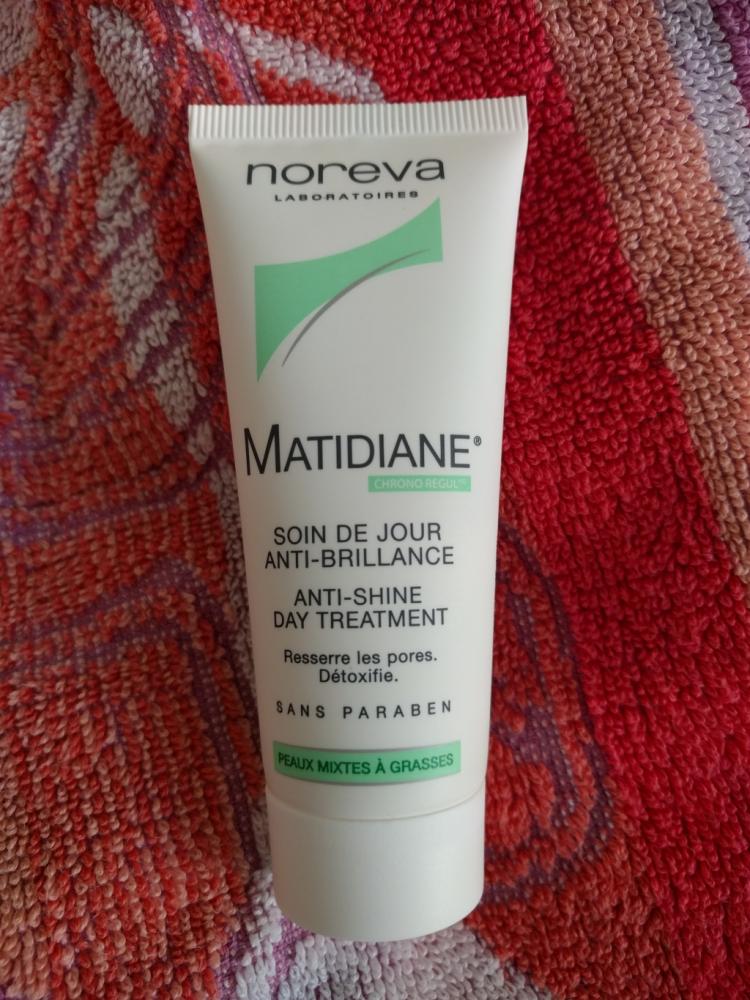 noreva
LABORATOIRES
MATIDIANE®
CHRONO REGUL
SOIN DE JOUR
ANTI-BRILLANCE
ANTI-SHINE
DAY TREATMENT
Resserre les pores.
Détoxifie.
SANS PARABEN
PEAUX MIXTES À GRASSES